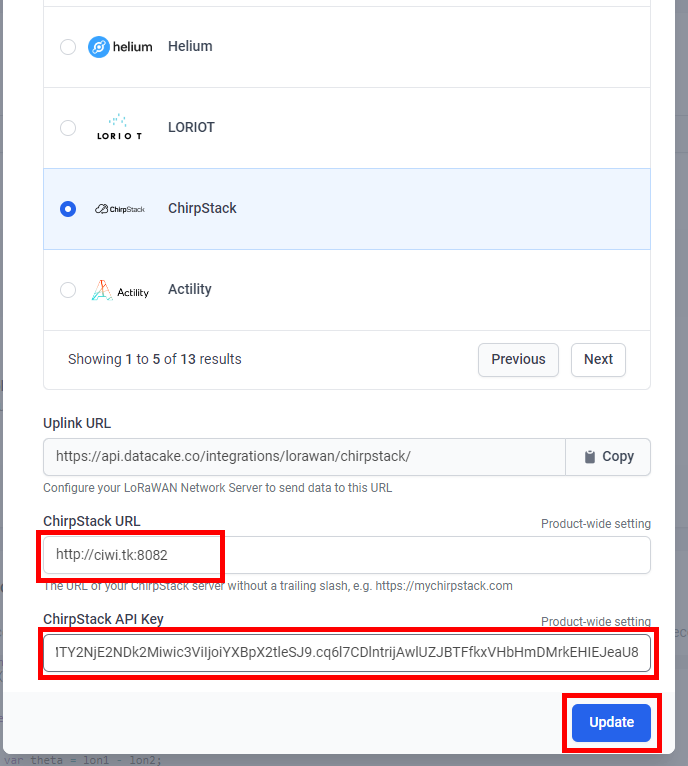 helium Helium
LORIOT LORIOT
ChirpStack ChirpStack
Actility Actility
Showing 1 to 5 of 13 results
Previous Next
Uplink URL
https://api.datacake.co/integrations/lorawan/chirpstack/ Copy
Configure your LoRaWAN Network Server to send data to this URL
ChirpStack URL Product-wide setting
http://ciwi.tk:8082
The URL of your ChirpStack server without a trailing slash, e.g. https://mychirpstack.com
ChirpStack API Key Product-wide setting
Update
var theta = lon1 - lon2;